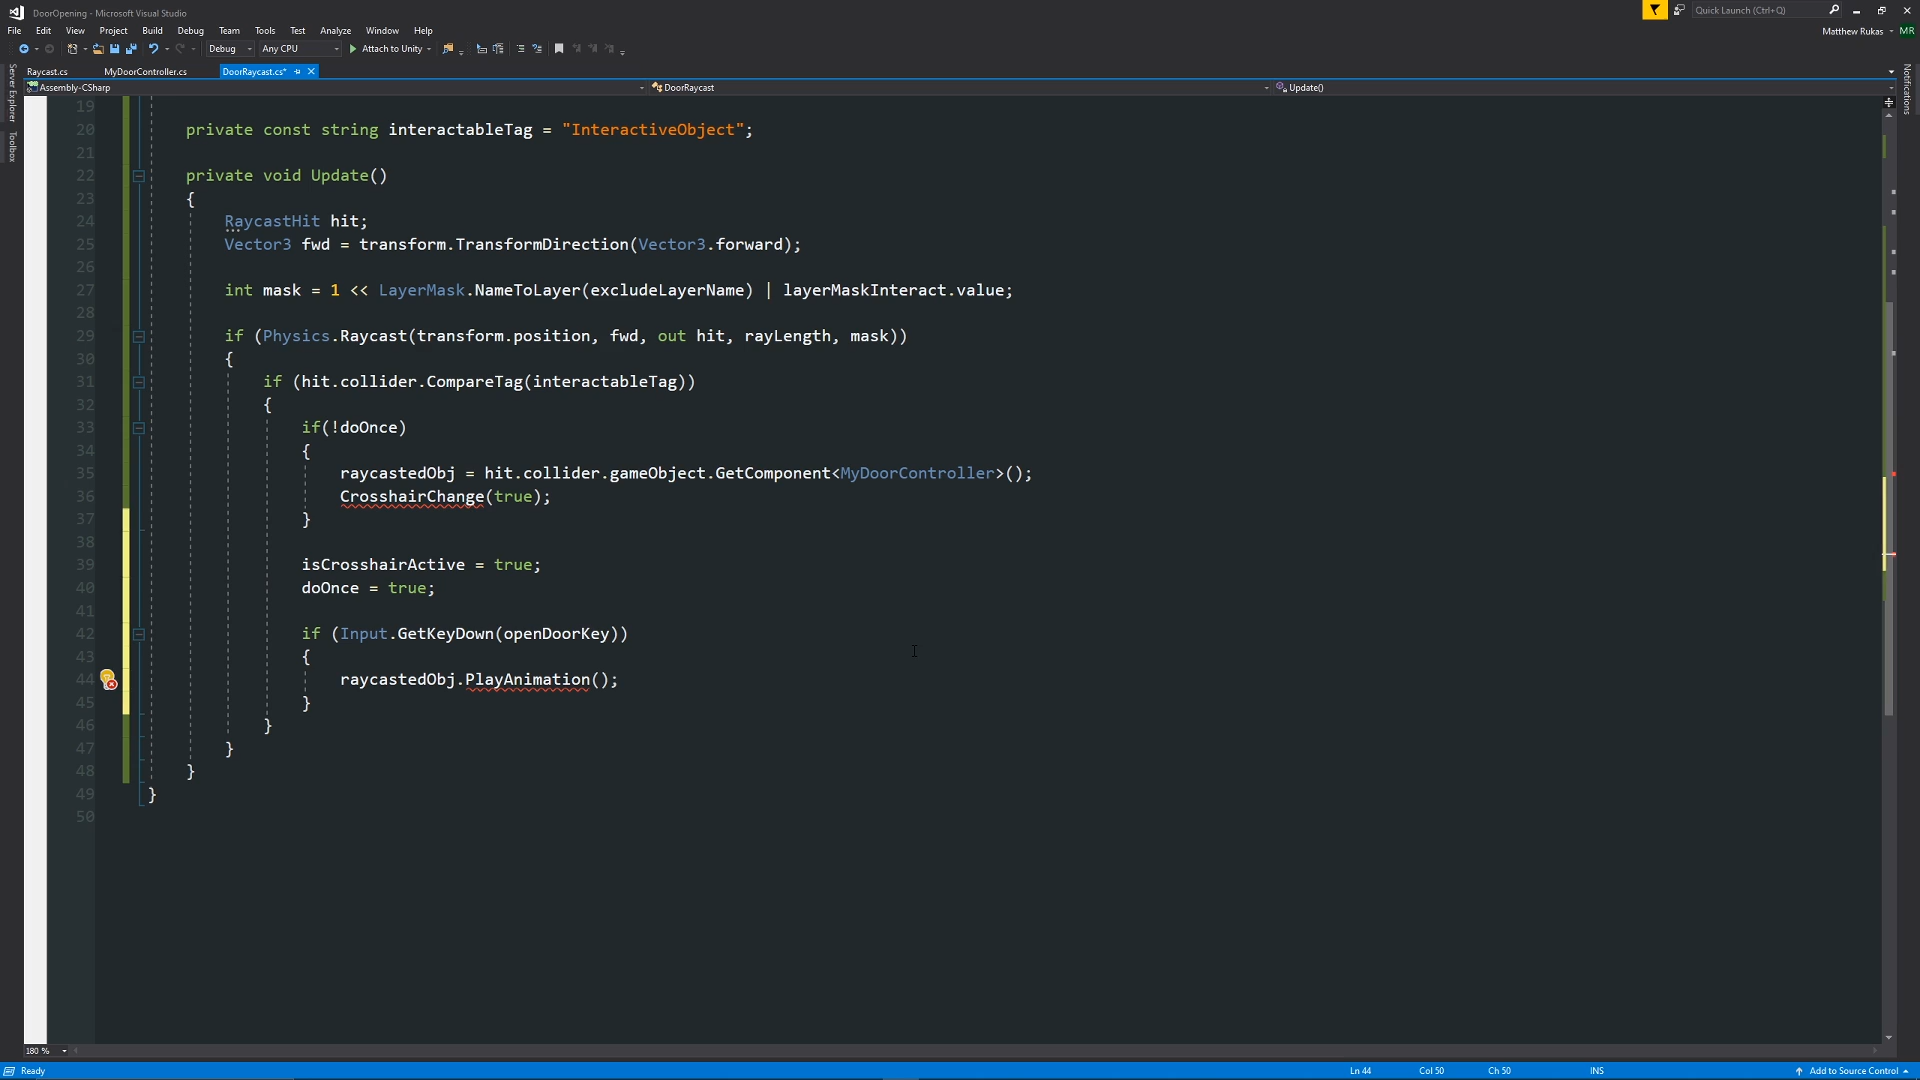 DoorOpening - Microsoft Visual Studio
Quick Launch (Ctrl+Q)
File Edit View Project Build Debug Team Tools Test Analyze Window Help
Matthew Rukas MR
Debug Any CPU Attach to Unity
Server Explorer
Toolbox
Notifications
Raycast.cs MyDoorController.cs DoorRaycast.cs*
Assembly-CSharp DoorRaycast Update()
19
20 private const string interactableTag = "InteractiveObject";
21
22 private void Update()
23 {
24 RaycastHit hit;
25 Vector3 fwd = transform.TransformDirection(Vector3.forward);
26
27 int mask = 1 << LayerMask.NameToLayer(excludeLayerName) | layerMaskInteract.value;
28
29 if (Physics.Raycast(transform.position, fwd, out hit, rayLength, mask))
30 {
31 if (hit.collider.CompareTag(interactableTag))
32 {
33 if(!doOnce)
34 {
35 raycastedObj = hit.collider.gameObject.GetComponent<MyDoorController>();
36 CrosshairChange(true);
37 }
38
39 isCrosshairActive = true;
40 doOnce = true;
41
42 if (Input.GetKeyDown(openDoorKey))
43 {
44 raycastedObj.PlayAnimation();
45 }
46 }
47 }
48 }
49 }
50
180 %
Ready Ln 44 Col 50 Ch 50 INS Add to Source Control